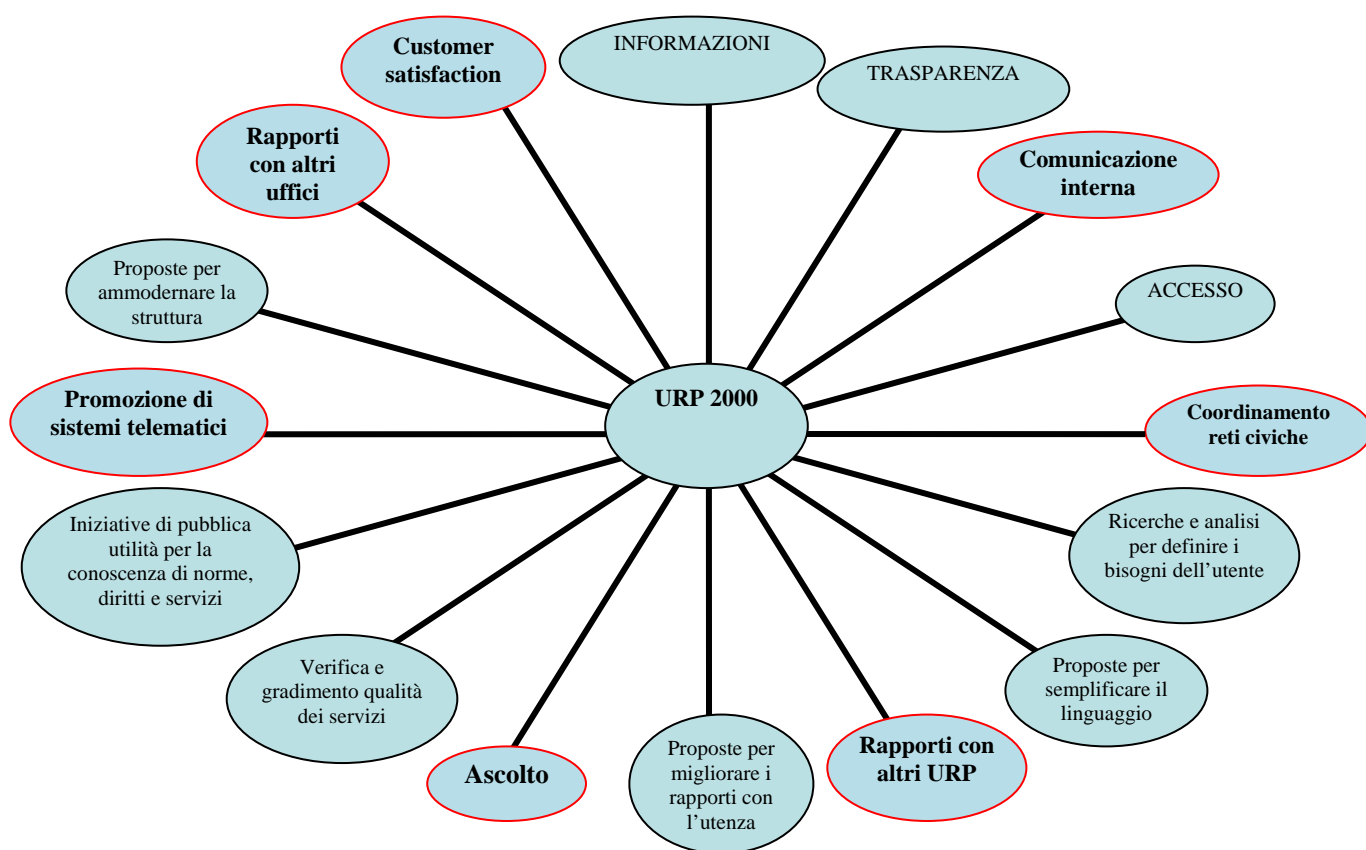 Customer
satisfaction
INFORMAZIONI
TRASPARENZA
Rapporti
con altri
uffici
Comunicazione
interna
Proposte per
ammodernare la
struttura
ACCESSO
URP 2000
Promozione di
sistemi telematici
Coordinamento
reti civiche
Iniziative di pubblica
utilità per la
conoscenza di norme,
diritti e servizi
Ricerche e analisi
per definire i
bisogni dell’utente
Verifica e
gradimento qualità
dei servizi
Proposte per
semplificare il
linguaggio
Ascolto
Proposte per
migliorare i
rapporti con
l’utenza
Rapporti con
altri URP